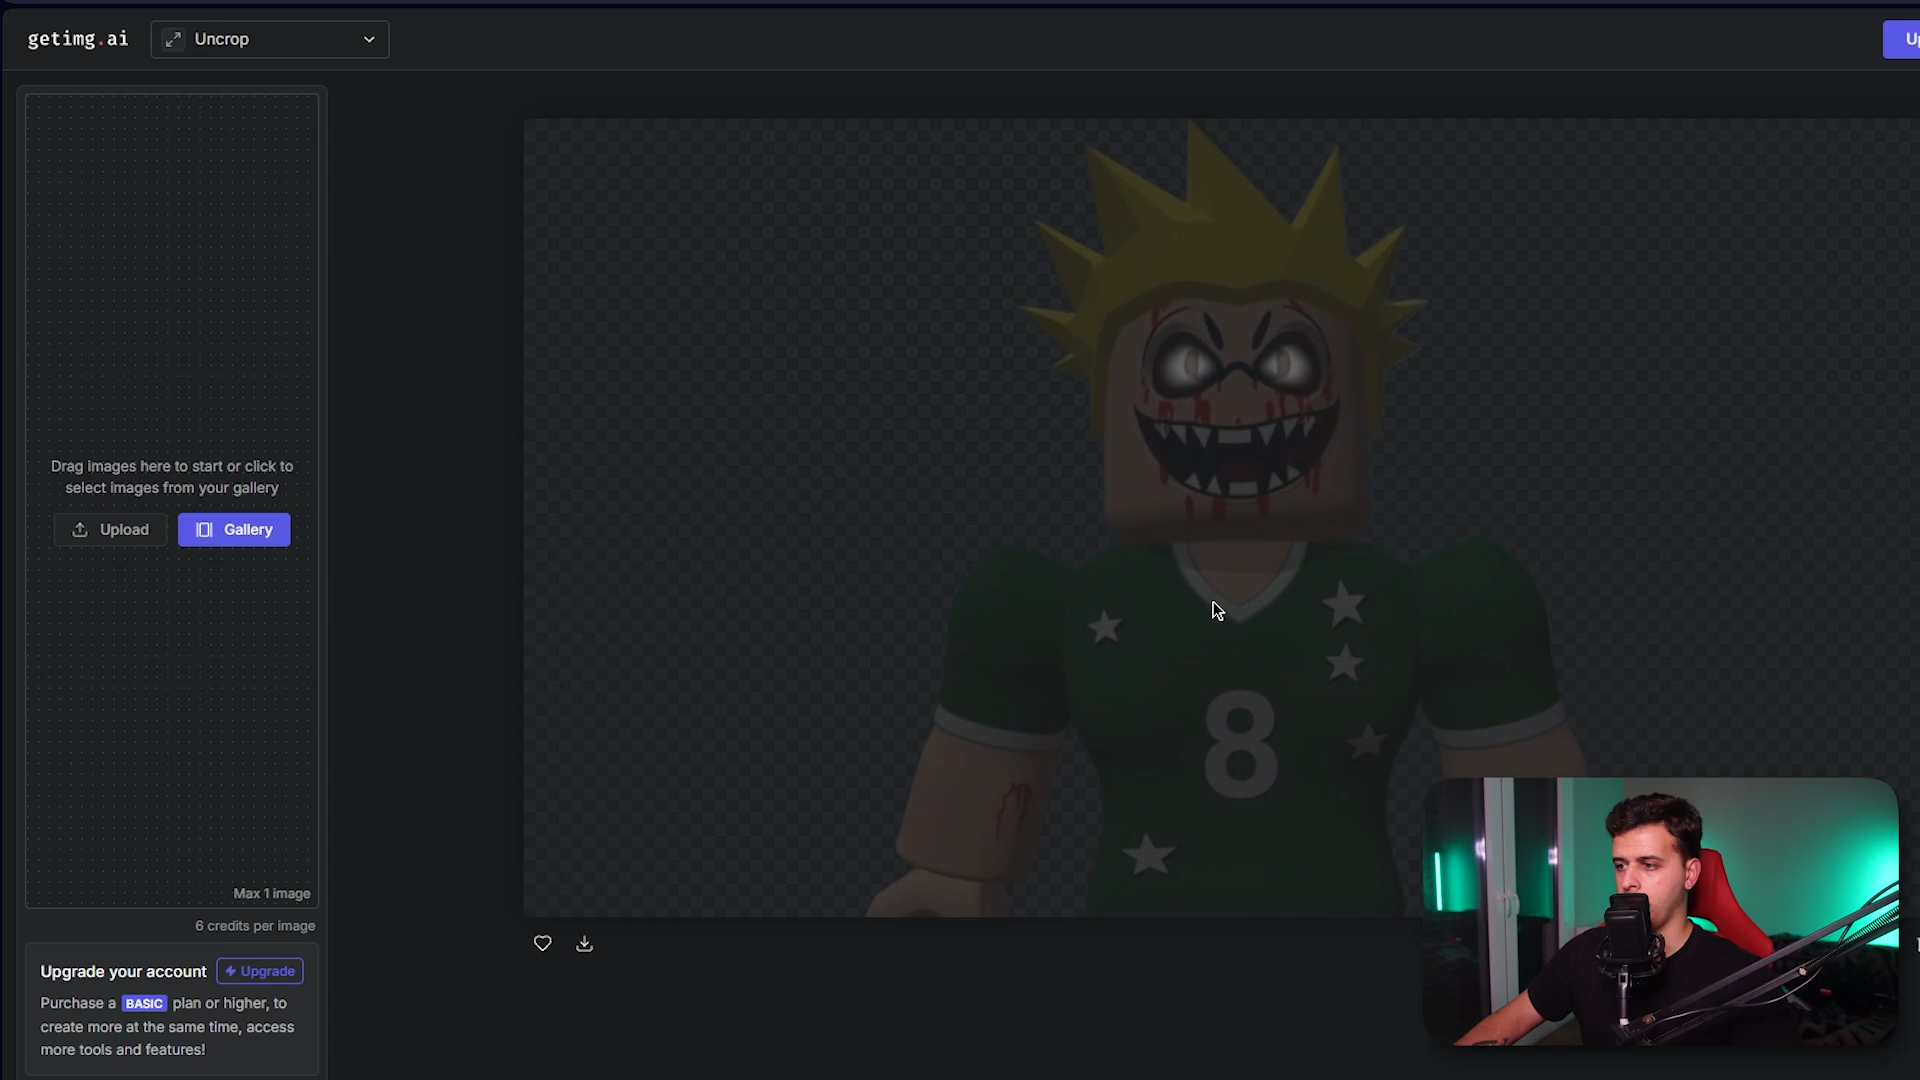 getimg.ai
Uncrop
Up
Drag images here to start or click to
select images from your gallery
Upload
Gallery
Max 1 image
6 credits per image
Upgrade your account
Upgrade
Purchase a BASIC plan or higher, to
create more at the same time, access
more tools and features!
8